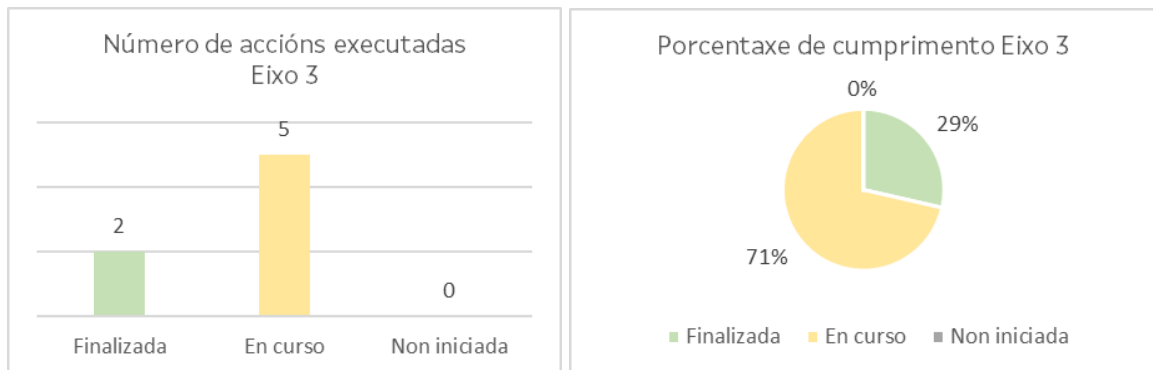 Número de accións executadas
Eixo 3
5
2
0
Finalizada
En curso
Non iniciada
Porcentaxe de cumprimento Eixo 3
0%
29%
71%
Finalizada
En curso
Non iniciada